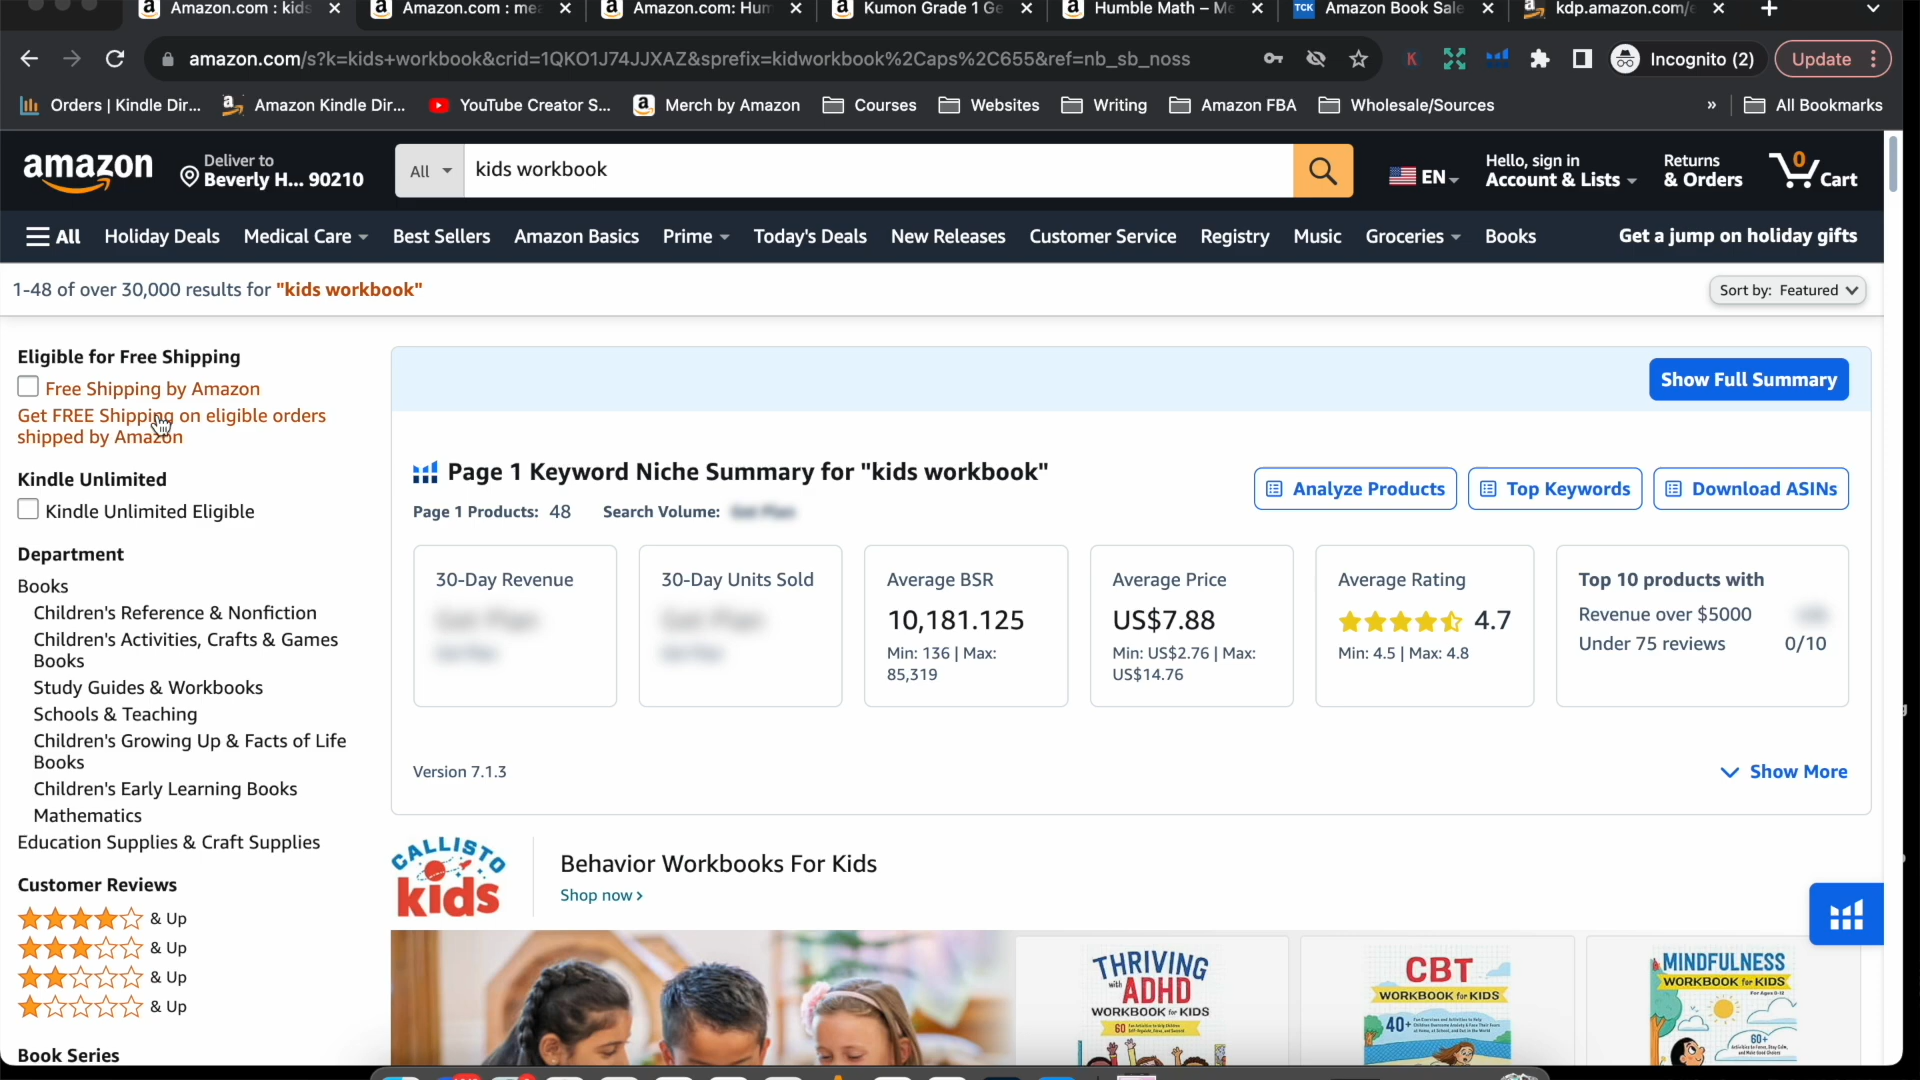 Amazon.com : kids
Amazon.com : mea
Amazon.com: Hum
Kumon Grade 1 Ge
Humble Math – Me
TCK
Amazon Book Sale
kdp.amazon.com/e
amazon.com/s?k=kids+workbook&crid=1QKO1J74JJXAZ&sprefix=kidworkbook%2Caps%2C655&ref=nb_sb_noss
K
Incognito (2)
Update
Orders | Kindle Dir...
Amazon Kindle Dir...
YouTube Creator S...
Merch by Amazon
Courses
Websites
Writing
Amazon FBA
Wholesale/Sources
»
All Bookmarks
amazon
Deliver to
Beverly H... 90210
All
kids workbook
EN
Hello, sign in
Account & Lists
Returns
& Orders
0
Cart
All
Holiday Deals
Medical Care
Best Sellers
Amazon Basics
Prime
Today's Deals
New Releases
Customer Service
Registry
Music
Groceries
Books
Get a jump on holiday gifts
1-48 of over 30,000 results for "kids workbook"
Sort by: Featured
Eligible for Free Shipping
Free Shipping by Amazon
Get FREE Shipping on eligible orders
shipped by Amazon
Kindle Unlimited
Kindle Unlimited Eligible
Department
Books
Children's Reference & Nonfiction
Children's Activities, Crafts & Games
Books
Study Guides & Workbooks
Schools & Teaching
Children's Growing Up & Facts of Life
Books
Children's Early Learning Books
Mathematics
Education Supplies & Craft Supplies
Customer Reviews
& Up
& Up
& Up
& Up
Book Series
Show Full Summary
Page 1 Keyword Niche Summary for "kids workbook"
Page 1 Products: 48
Search Volume:
Analyze Products
Top Keywords
Download ASINs
30-Day Revenue
30-Day Units Sold
Average BSR
10,181.125
Min: 136 | Max:
85,319
Average Price
US$7.88
Min: US$2.76 | Max:
US$14.76
Average Rating
4.7
Min: 4.5 | Max: 4.8
Top 10 products with
Revenue over $5000
Under 75 reviews
0/10
Version 7.1.3
Show More
CALLISTO
kids
Behavior Workbooks For Kids
Shop now ›
THRIVING
with ADHD
WORKBOOK for KIDS
60
CBT
WORKBOOK for KIDS
40+
MINDFULNESS
WORKBOOK for KIDS
60+